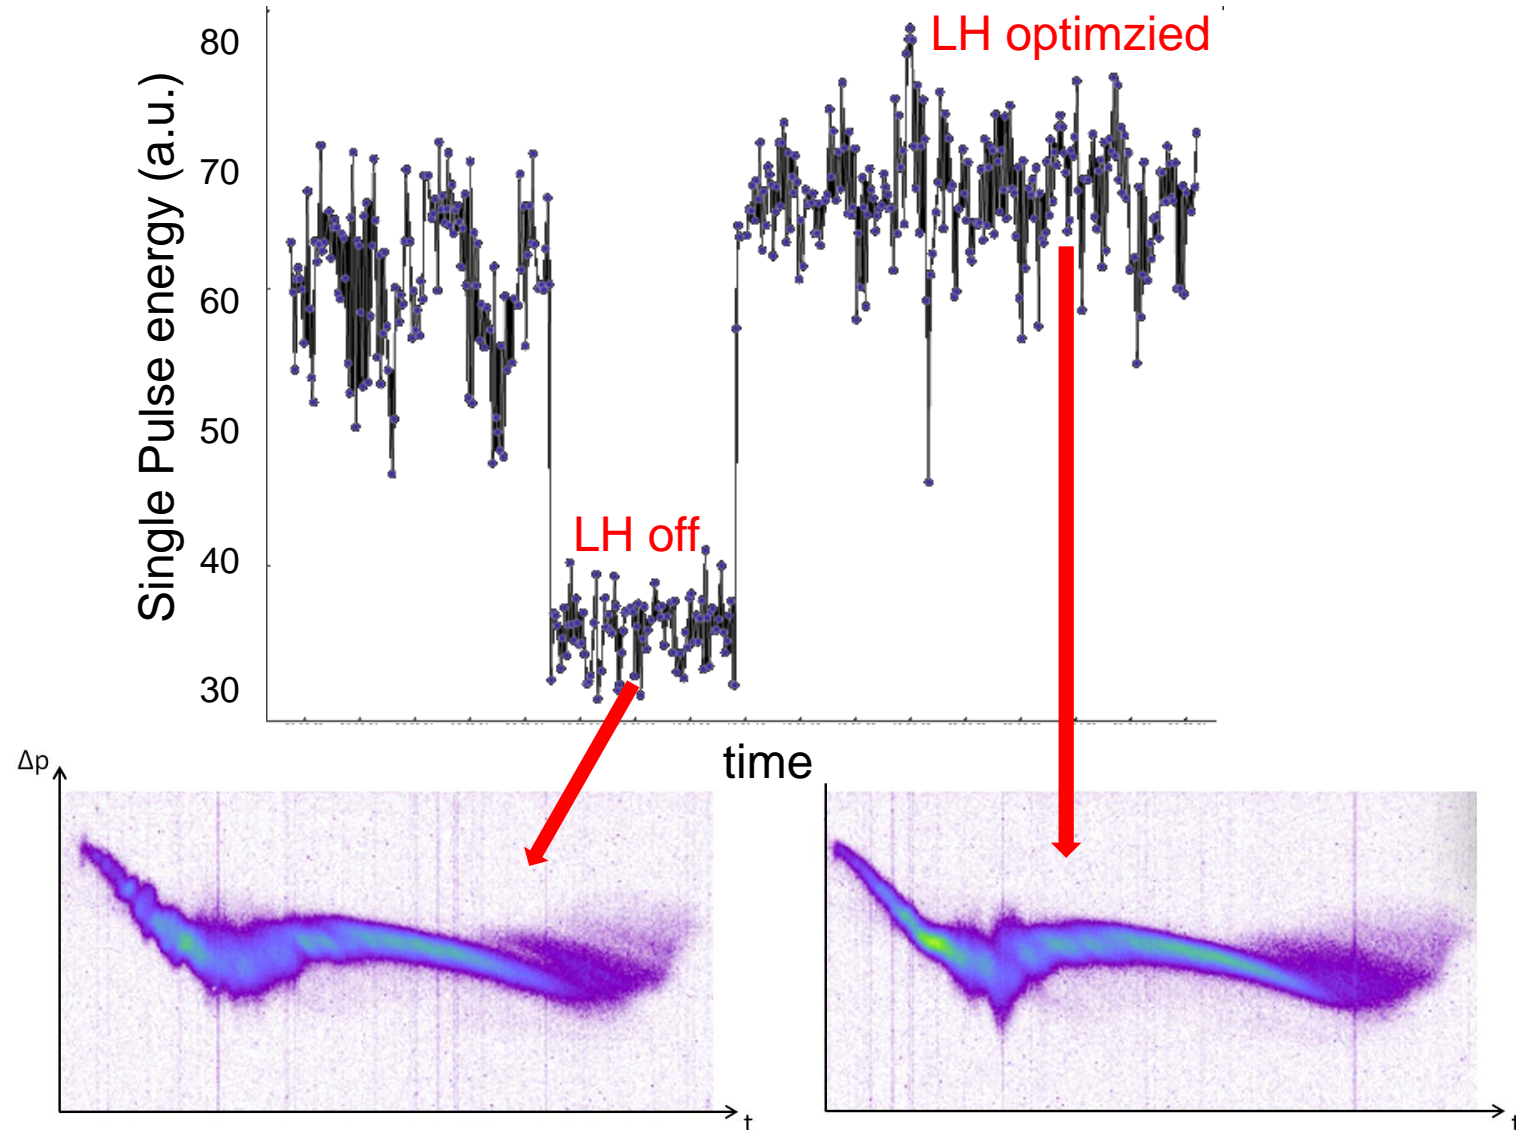 Single Pulse energy (a.u.)
80
70
60
50
40
30
LH optimzied
LH off
time
Δp
t
t